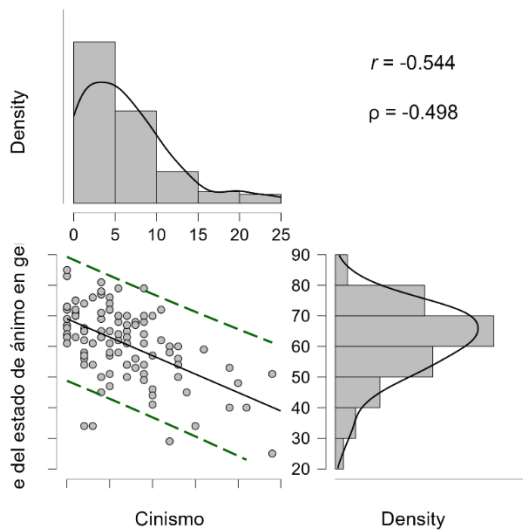 Density
r = -0.544
ρ = -0.498
0 5 10 15 20 25
e del estado de ánimo en ge
90
80
70
60
50
40
30
20
Cinismo
Density